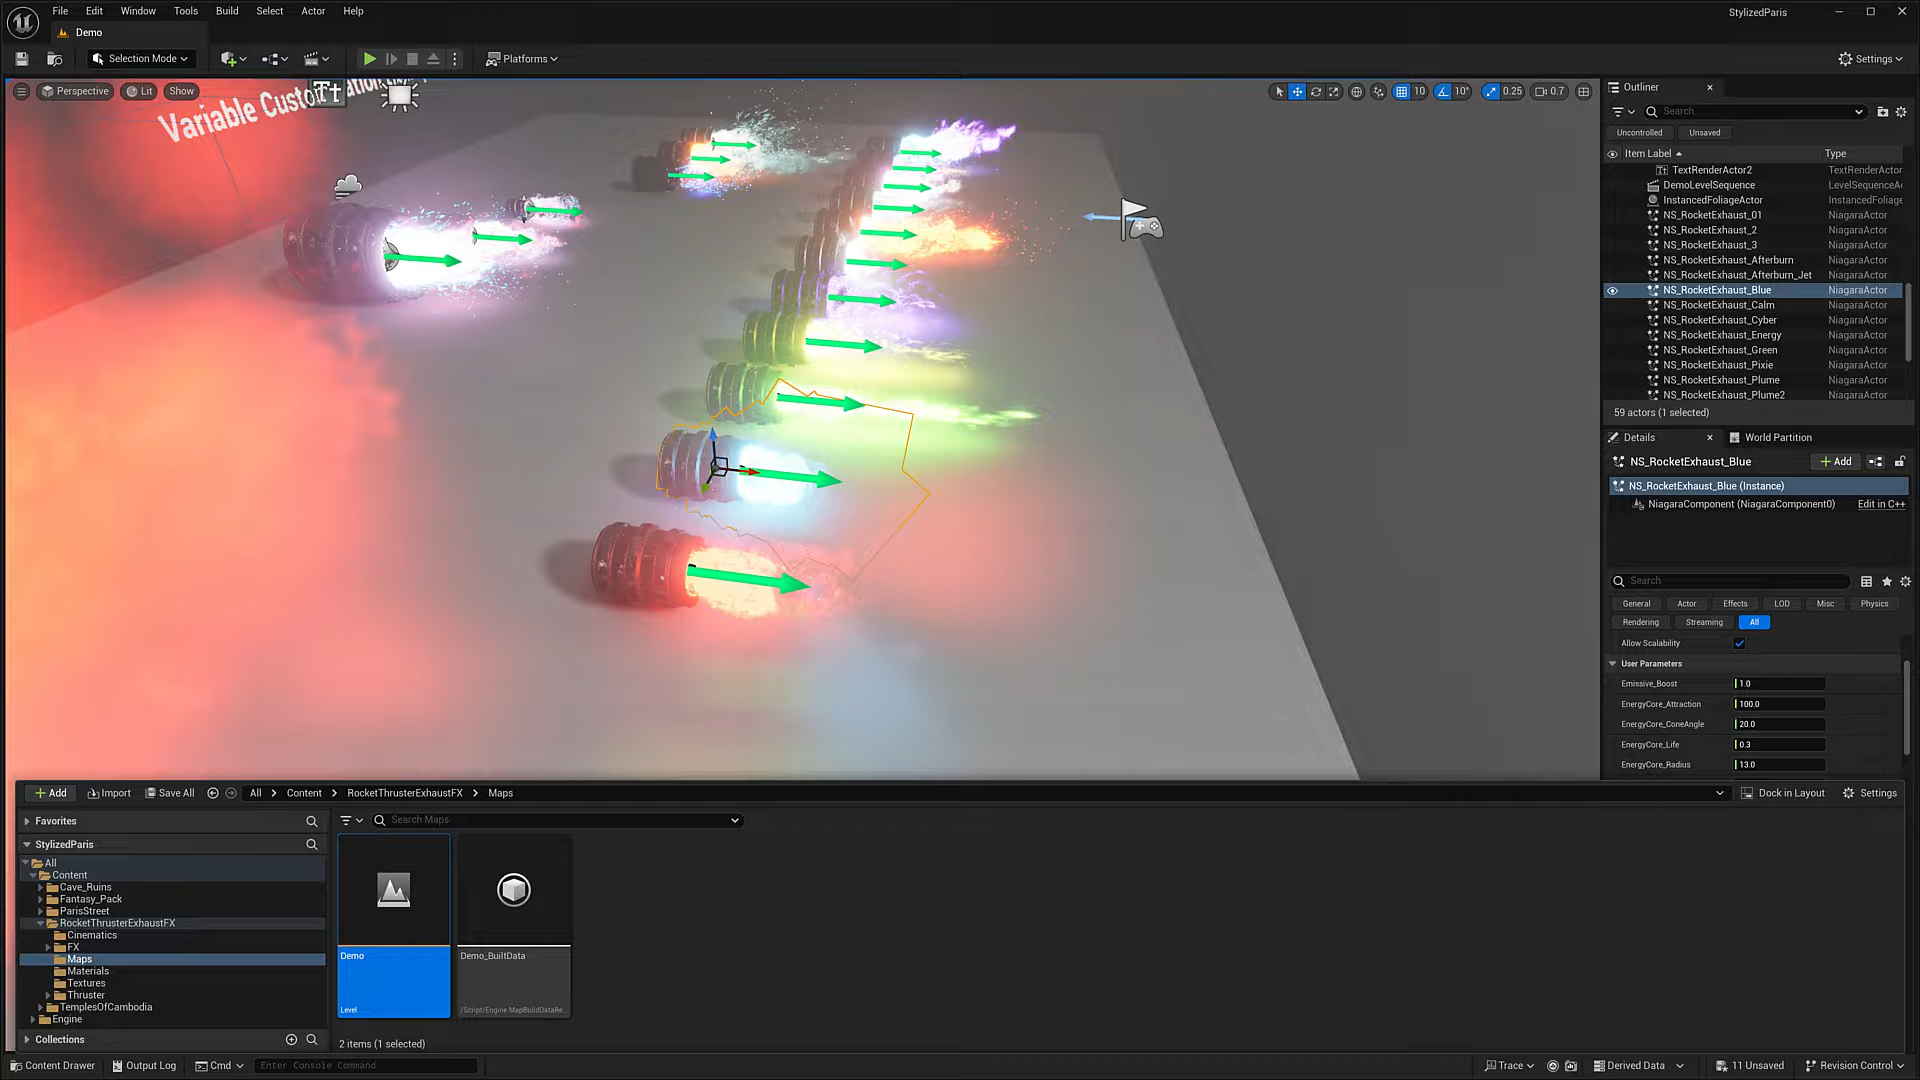 File Edit Window Tools Build Select Actor Help
StylizedParis
Demo
Selection Mode
Platforms
Settings
Perspective
Lit
Show
10
10°
0.25
0.7
Variable
Tt
Outliner
Search
Uncontrolled
Unsaved
Item Label
Type
TextRenderActor2 TextRenderActor
DemoLevelSequence LevelSequenceAc
InstancedFoliageActor InstancedFoliage
NS_RocketExhaust_01 NiagaraActor
NS_RocketExhaust_2 NiagaraActor
NS_RocketExhaust_3 NiagaraActor
NS_RocketExhaust_Afterburn NiagaraActor
NS_RocketExhaust_Afterburn_Jet NiagaraActor
NS_RocketExhaust_Blue NiagaraActor
NS_RocketExhaust_Calm NiagaraActor
NS_RocketExhaust_Cyber NiagaraActor
NS_RocketExhaust_Energy NiagaraActor
NS_RocketExhaust_Green NiagaraActor
NS_RocketExhaust_Pixie NiagaraActor
NS_RocketExhaust_Plume NiagaraActor
NS_RocketExhaust_Plume2 NiagaraActor
59 actors (1 selected)
Details
World Partition
NS_RocketExhaust_Blue
Add
NS_RocketExhaust_Blue (Instance)
NiagaraComponent (NiagaraComponent0) Edit in C++
Search
General Actor Effects LOD Misc Physics
Rendering Streaming All
Allow Scalability
User Parameters
Emissive_Boost 1.0
EnergyCore_Attraction 100.0
EnergyCore_ConeAngle 20.0
EnergyCore_Life 0.3
EnergyCore_Radius 13.0
Add
Import
Save All
All > Content > RocketThrusterExhaustFX > Maps
Dock in Layout
Settings
Favorites
StylizedParis
All
Content
Cave_Ruins
Fantasy_Pack
ParisStreet
RocketThrusterExhaustFX
Cinematics
FX
Maps
Materials
Textures
Thruster
TemplesOfCambodia
Engine
Collections
Search Maps
Demo
Level
Demo_BuiltData
/Script/Engine.MapBuildDataRe...
2 items (1 selected)
Content Drawer
Output Log
Cmd
Enter Console Command
Trace
Derived Data
11 Unsaved
Revision Control